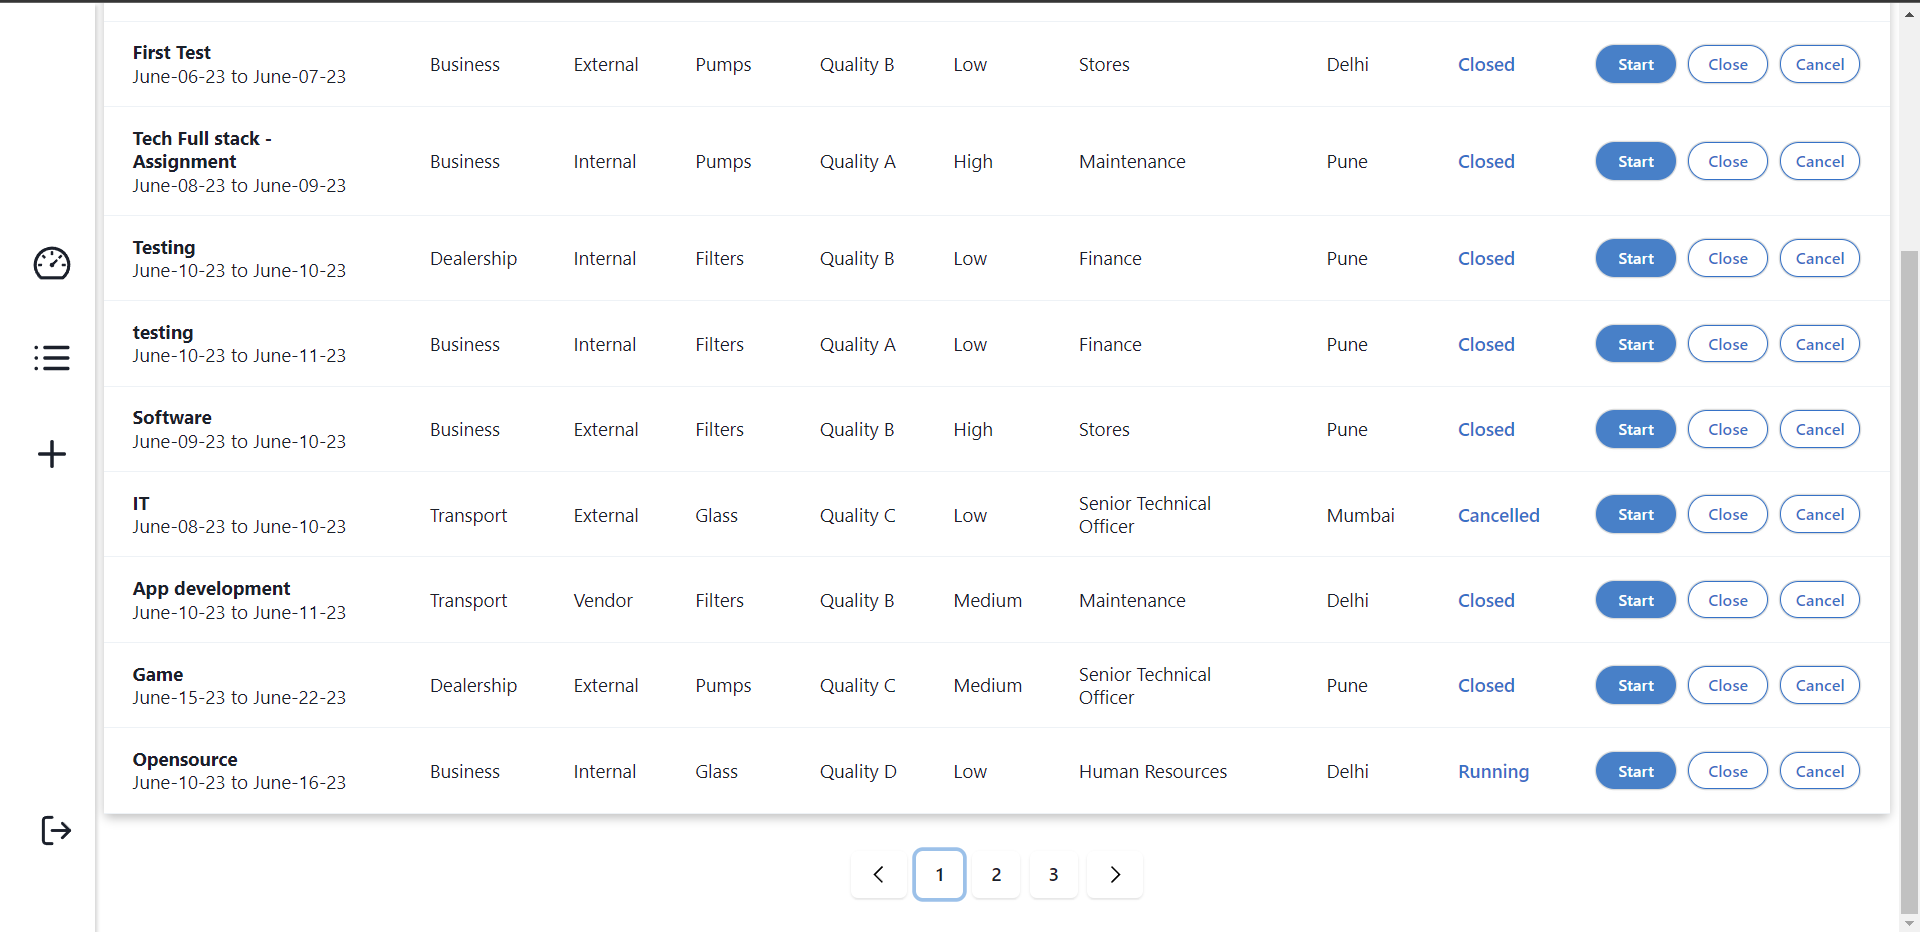 First Test
June-06-23 to June-07-23
Business External Pumps Quality B Low Stores Delhi Closed Start Close Cancel
Tech Full stack -
Assignment
June-08-23 to June-09-23
Business Internal Pumps Quality A High Maintenance Pune Closed Start Close Cancel
Testing
June-10-23 to June-10-23
Dealership Internal Filters Quality B Low Finance Pune Closed Start Close Cancel
testing
June-10-23 to June-11-23
Business Internal Filters Quality A Low Finance Pune Closed Start Close Cancel
Software
June-09-23 to June-10-23
Business External Filters Quality B High Stores Pune Closed Start Close Cancel
IT
June-08-23 to June-10-23
Transport External Glass Quality C Low Senior Technical
Officer
Mumbai Cancelled Start Close Cancel
App development
June-10-23 to June-11-23
Transport Vendor Filters Quality B Medium Maintenance Delhi Closed Start Close Cancel
Game
June-15-23 to June-22-23
Dealership External Pumps Quality C Medium Senior Technical
Officer
Pune Closed Start Close Cancel
Opensource
June-10-23 to June-16-23
Business Internal Glass Quality D Low Human Resources Delhi Running Start Close Cancel
1 2 3